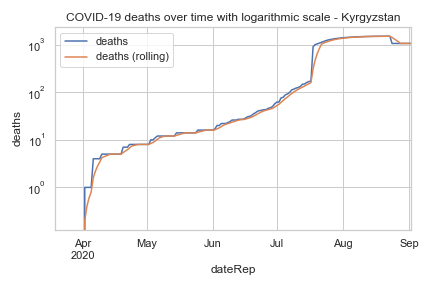 COVID-19 deaths over time with logarithmic scale - Kyrgyzstan
deaths
deaths (rolling)
10³
10²
10¹
10⁰
deaths
Apr May Jun Jul Aug Sep
2020
dateRep